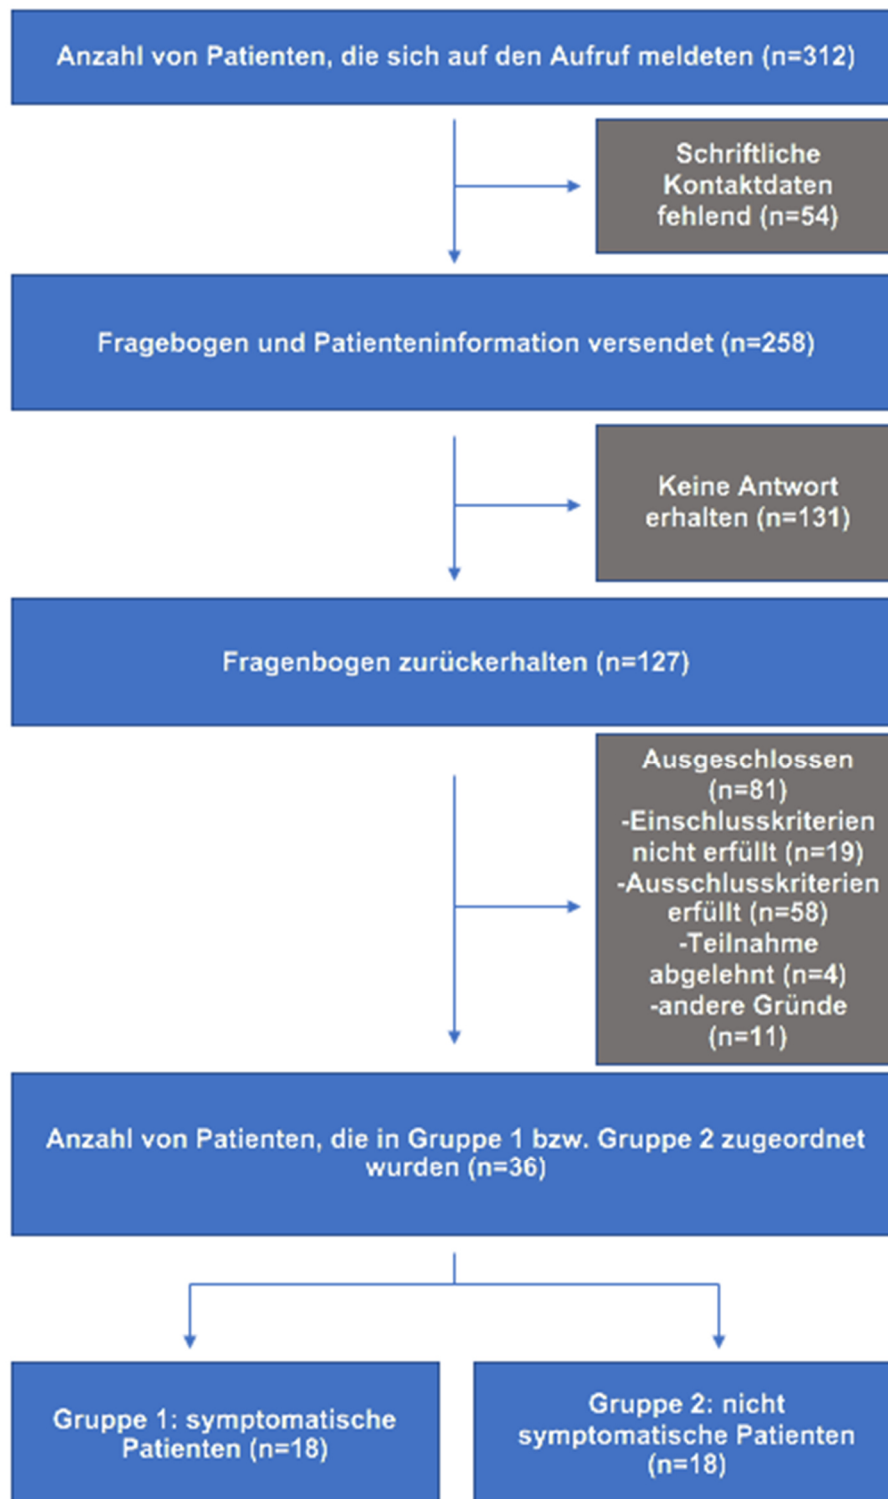 Anzahl von Patienten, die sich auf den Aufruf meldeten (n=312)
Schriftliche
Kontaktdaten
fehlend (n=54)
Fragebogen und Patienteninformation versendet (n=258)
Keine Antwort
erhalten (n=131)
Fragenbogen zurückerhalten (n=127)
Ausgeschlossen
(n=81)
-Einschlusskriterien
nicht erfüllt (n=19)
-Ausschlusskriterien
erfüllt (n=58)
-Teilnahme
abgelehnt (n=4)
-andere Gründe
(n=11)
Anzahl von Patienten, die in Gruppe 1 bzw. Gruppe 2 zugeordnet
wurden (n=36)
Gruppe 1: symptomatische
Patienten (n=18)
Gruppe 2: nicht
symptomatische Patienten
(n=18)